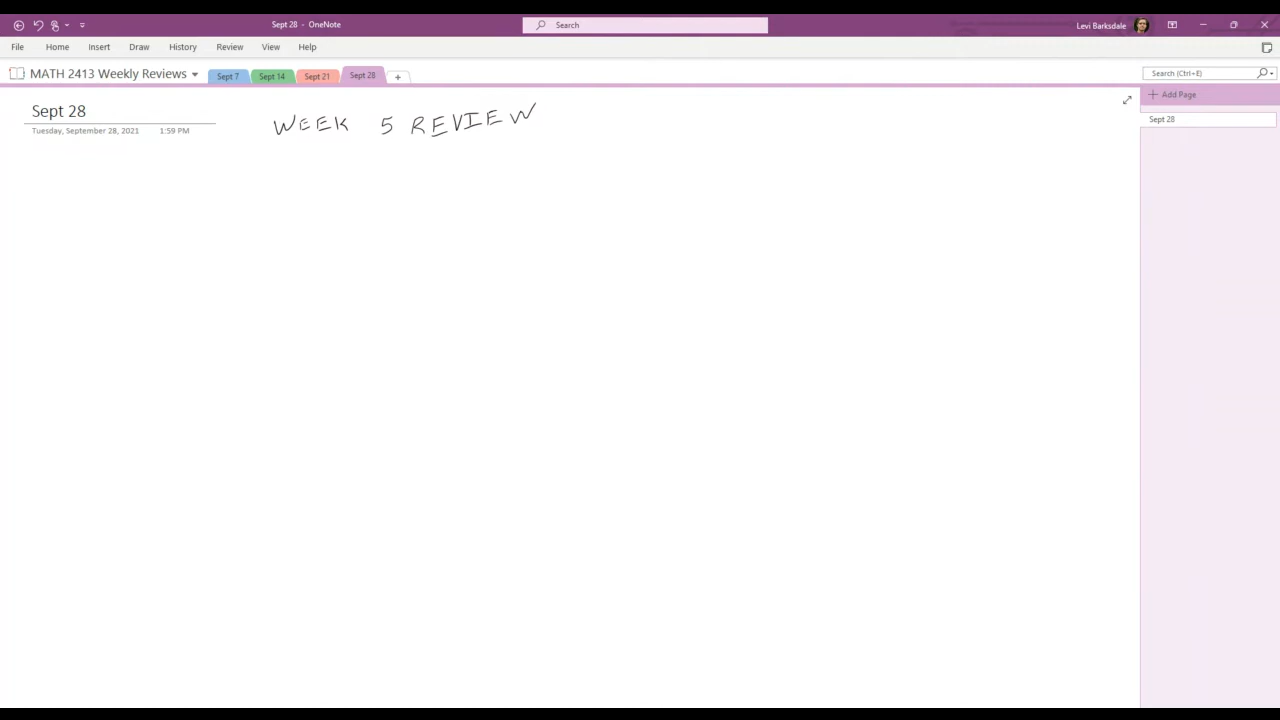 Sept 28 - OneNote
Search
Levi Barksdale
File Home Insert Draw History Review View Help
MATH 2413 Weekly Reviews
Sept 7 Sept 14 Sept 21 Sept 28 +
Search (Ctrl+E)
Add Page
Sept 28
Sept 28
Tuesday, September 28, 2021 1:59 PM
WEEK 5 REVIEW